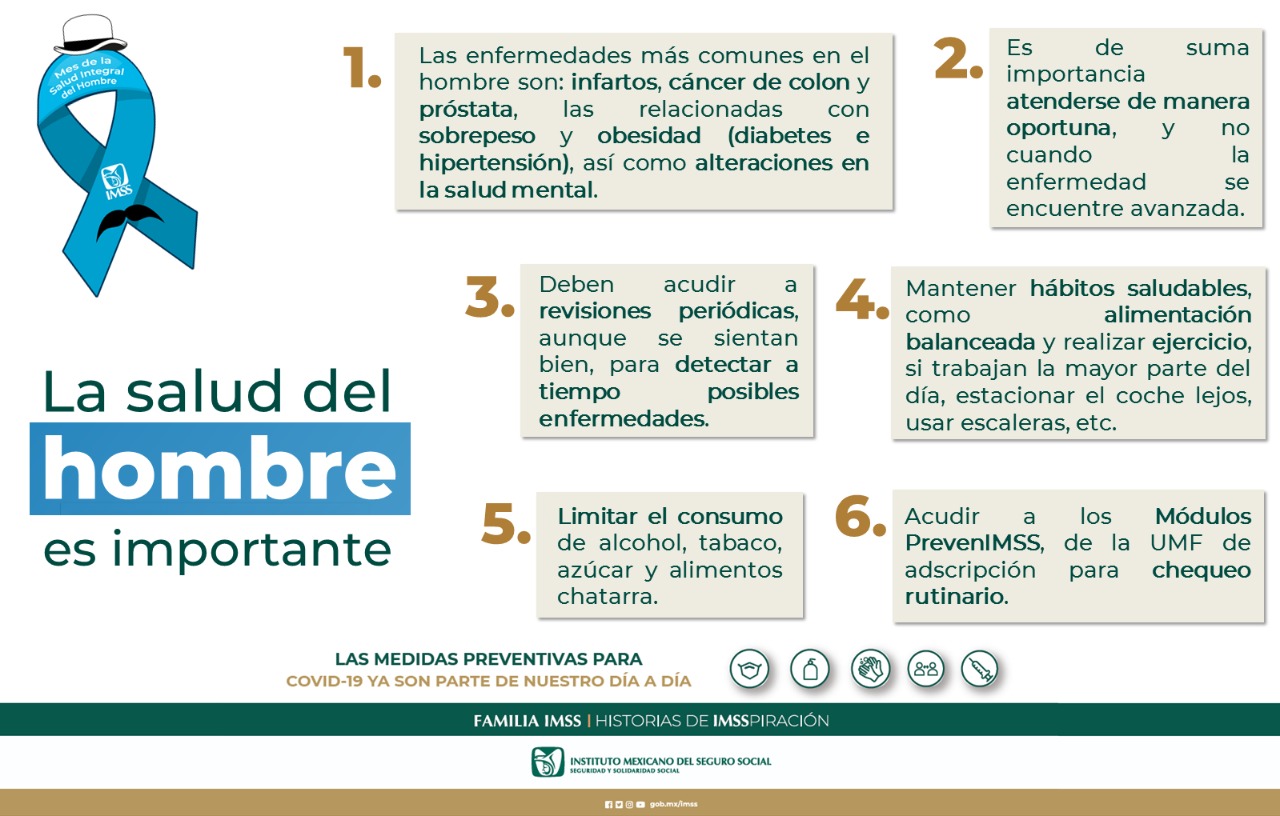 Mes de la
Salud Integral
del Hombre
IMSS
La salud del
hombre
es importante
1.
Las enfermedades más comunes en el
hombre son: infartos, cáncer de colon y
próstata, las relacionadas con
sobrepeso y obesidad (diabetes e
hipertensión), así como alteraciones en
la salud mental.
2.
Es de suma
importancia
atenderse de manera
oportuna, y no
cuando la
enfermedad se
encuentre avanzada.
3.
Deben acudir a
revisiones periódicas,
aunque se sientan
bien, para detectar a
tiempo posibles
enfermedades.
4.
Mantener hábitos saludables,
como alimentación
balanceada y realizar ejercicio,
si trabajan la mayor parte del
día, estacionar el coche lejos,
usar escaleras, etc.
5.
Limitar el consumo
de alcohol, tabaco,
azúcar y alimentos
chatarra.
6.
Acudir a los Módulos
PrevenIMSS, de la UMF de
adscripción para chequeo
rutinario.
LAS MEDIDAS PREVENTIVAS PARA
COVID-19 YA SON PARTE DE NUESTRO DÍA A DÍA
FAMILIA IMSS | HISTORIAS DE IMSSPIRACIÓN
INSTITUTO MEXICANO DEL SEGURO SOCIAL
SEGURIDAD Y SOLIDARIDAD SOCIAL
gob.mx/imss